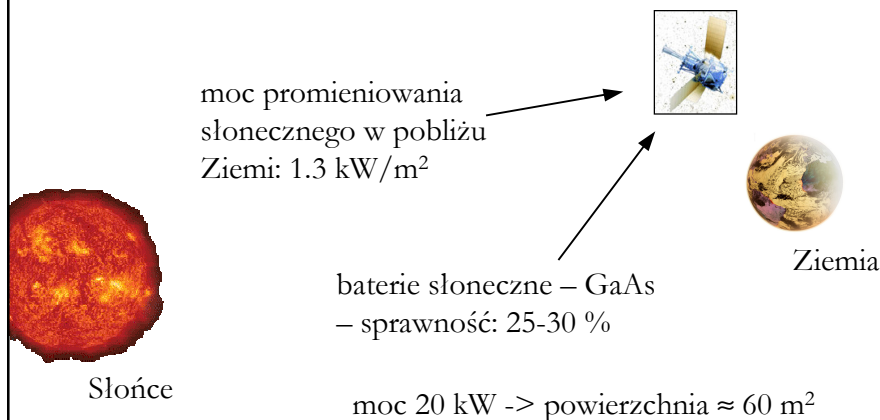 moc promieniowania
słonecznego w pobliżu
Ziemi: 1.3 kW/m²
Ziemia
baterie słoneczne – GaAs
– sprawność: 25-30 %
Słońce
moc 20 kW -> powierzchnia ≈ 60 m²